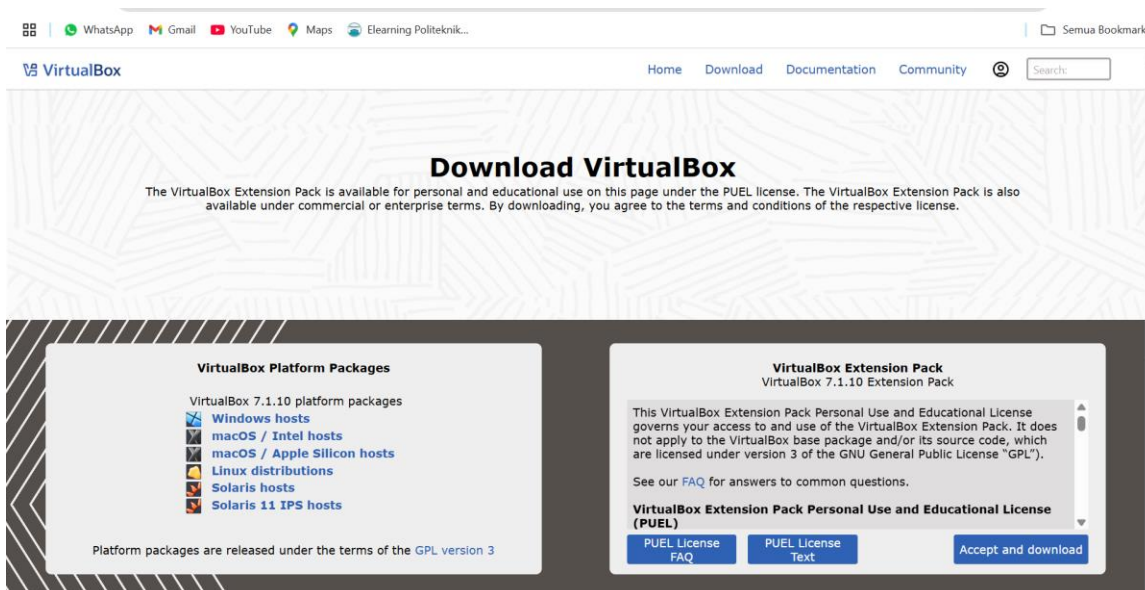 WhatsApp Gmail YouTube Maps Elearning Politeknik... Semua Bookmark
VirtualBox Home Download Documentation Community Search:
Download VirtualBox
The VirtualBox Extension Pack is available for personal and educational use on this page under the PUEL license. The VirtualBox Extension Pack is also
available under commercial or enterprise terms. By downloading, you agree to the terms and conditions of the respective license.
VirtualBox Platform Packages
VirtualBox 7.1.10 platform packages
Windows hosts
macOS / Intel hosts
macOS / Apple Silicon hosts
Linux distributions
Solaris hosts
Solaris 11 IPS hosts
Platform packages are released under the terms of the GPL version 3
VirtualBox Extension Pack
VirtualBox 7.1.10 Extension Pack
This VirtualBox Extension Pack Personal Use and Educational License
governs your access to and use of the VirtualBox Extension Pack. It does
not apply to the VirtualBox base package and/or its source code, which
are licensed under version 3 of the GNU General Public License “GPL”).
See our FAQ for answers to common questions.
VirtualBox Extension Pack Personal Use and Educational License
(PUEL)
PUEL License
FAQ
PUEL License
Text
Accept and download